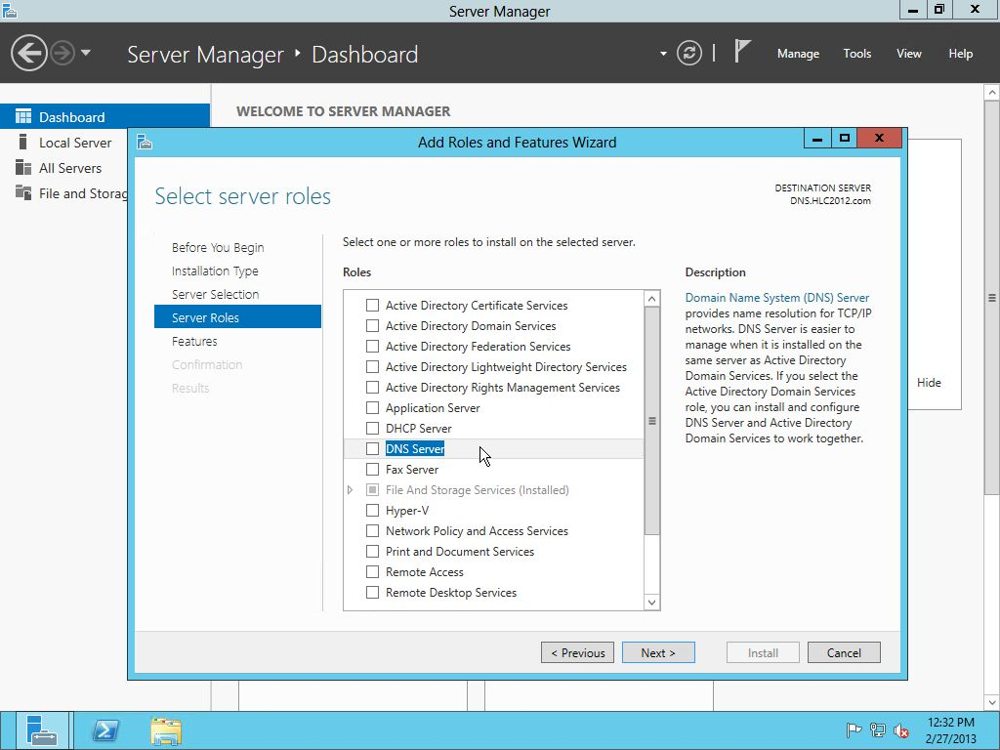 Server Manager
Server Manager ‣ Dashboard
Manage Tools View Help
Dashboard
Local Server
All Servers
File and Storag
WELCOME TO SERVER MANAGER
Add Roles and Features Wizard
Select server roles
DESTINATION SERVER
DNS.HLC2012.com
Before You Begin
Installation Type
Server Selection
Server Roles
Features
Confirmation
Results
Select one or more roles to install on the selected server.
Roles
Active Directory Certificate Services
Active Directory Domain Services
Active Directory Federation Services
Active Directory Lightweight Directory Services
Active Directory Rights Management Services
Application Server
DHCP Server
DNS Server
Fax Server
File And Storage Services (Installed)
Hyper-V
Network Policy and Access Services
Print and Document Services
Remote Access
Remote Desktop Services
Description
Domain Name System (DNS) Server
provides name resolution for TCP/IP
networks. DNS Server is easier to
manage when it is installed on the
same server as Active Directory
Domain Services. If you select the
Active Directory Domain Services
role, you can install and configure
DNS Server and Active Directory
Domain Services to work together.
Hide
< Previous
Next >
Install
Cancel
12:32 PM
2/27/2013